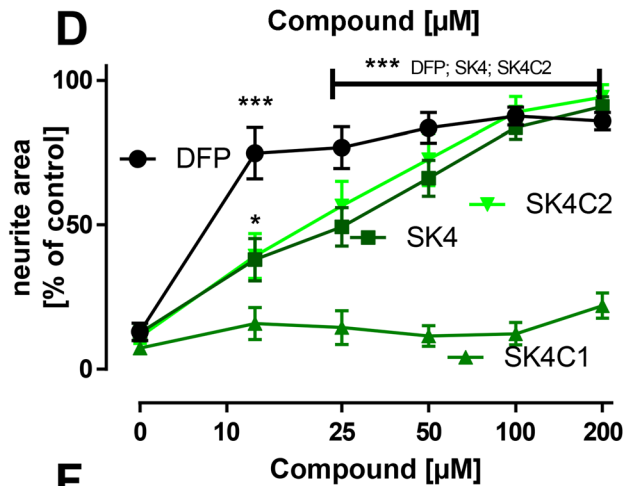 D
Compound [µM]
*** DFP; SK4; SK4C2
100
***
DFP
*
50
SK4C2
SK4
neurite area
[% of control]
SK4C1
0
0 10 25 50 100 200
Compound [µM]